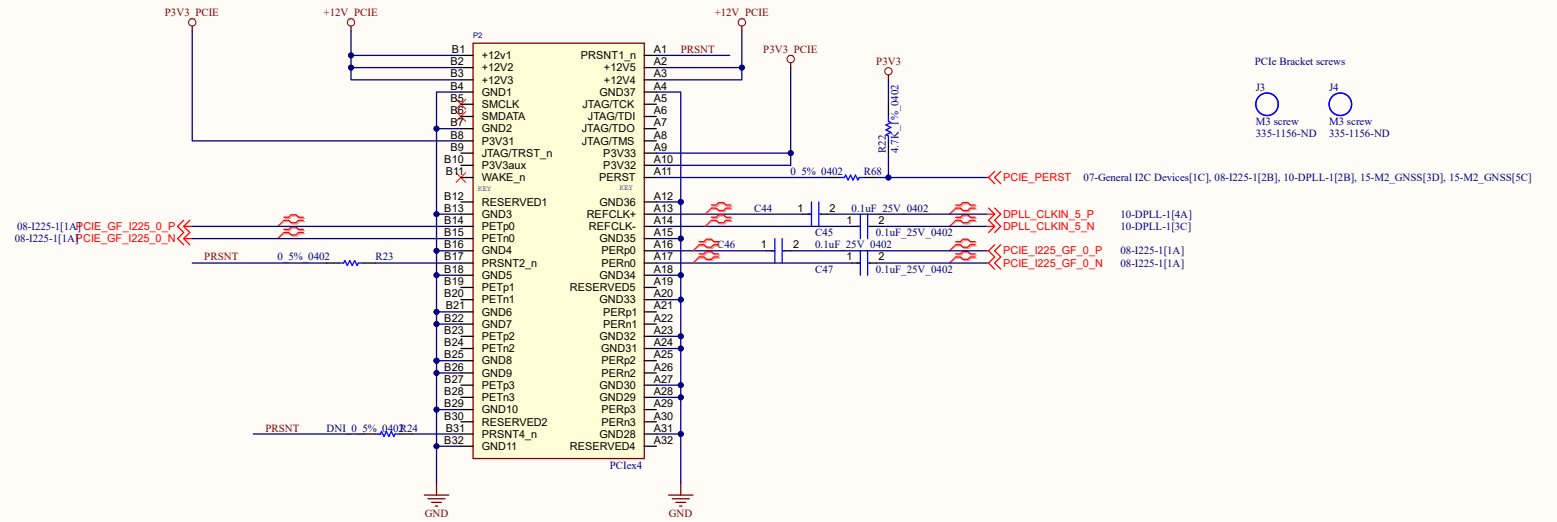 P3V3_PCIE
+12V_PCIE
+12V_PCIE
P2
P3V3_PCIE
P3V3
PCIe Bracket screws
J3 J4
M3 screw M3 screw
335-1156-ND 335-1156-ND
B1 +12v1 PRSNT1_n A1 PRSNT
B2 +12V2 +12V5 A2
B3 +12V3 +12V4 A3
B4 GND1 GND37 A4
B5 SMCLK JTAG/TCK A5
B6 SMDATA JTAG/TDI A6
B7 GND2 JTAG/TDO A7
B8 P3V31 JTAG/TMS A8
B9 JTAG/TRST_n P3V33 A9
B10 P3V3aux P3V32 A10
B11 WAKE_n PERST A11 0_5%_0402 R68 PCIE_PERST 07-General I2C Devices[1C], 08-I225-1[2B], 10-DPLL-1[2B], 15-M2_GNSS[3D], 15-M2_GNSS[5C]
R22
4.7K_1%_0402
KEY KEY
B12 RESERVED1 GND36 A12
B13 GND3 REFCLK+ A13 C44 1 2 0.1uF_25V_0402 DPLL_CLKIN_5_P 10-DPLL-1[4A]
08-I225-1[1A] PCIE_GF_I225_0_P B14 PETp0 REFCLK- A14 C45 1 2 0.1uF_25V_0402 DPLL_CLKIN_5_N 10-DPLL-1[3C]
08-I225-1[1A] PCIE_GF_I225_0_N B15 PETn0 GND35 A15
B16 GND4 PERp0 A16 C46 1 2 0.1uF_25V_0402 PCIE_I225_GF_0_P 08-I225-1[1A]
PRSNT 0_5%_0402 R23 B17 PRSNT2_n PERn0 A17 C47 1 2 0.1uF_25V_0402 PCIE_I225_GF_0_N 08-I225-1[1A]
B18 GND5 GND34 A18
B19 PETp1 RESERVED5 A19
B20 PETn1 GND33 A20
B21 GND6 PERp1 A21
B22 GND7 PERn1 A22
B23 PETp2 GND32 A23
B24 PETn2 GND31 A24
B25 GND8 PERp2 A25
B26 GND9 PERn2 A26
B27 PETp3 GND30 A27
B28 PETn3 GND29 A28
B29 GND10 PERp3 A29
B30 RESERVED2 PERn3 A30
PRSNT DNI_0_5%_0402 R24 B31 PRSNT4_n GND28 A31
B32 GND11 RESERVED4 A32
PCIex4
GND
GND